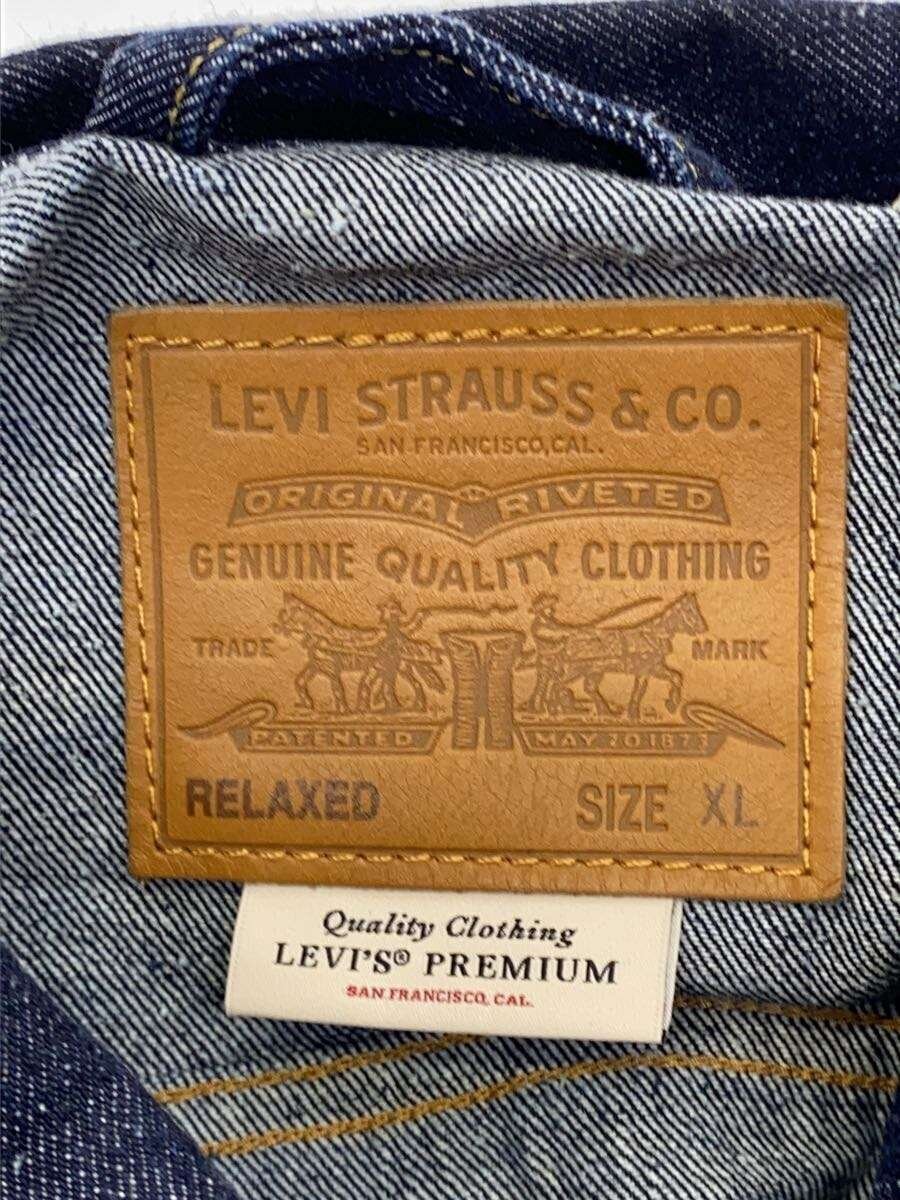 LEVI STRAUSS & CO.
SAN FRANCISCO, CAL.
ORIGINAL RIVETED
GENUINE QUALITY CLOTHING
TRADE MARK
PATENTED MAY 20 1873
RELAXED SIZE XL
Quality Clothing
LEVI'S® PREMIUM
SAN FRANCISCO, CAL.